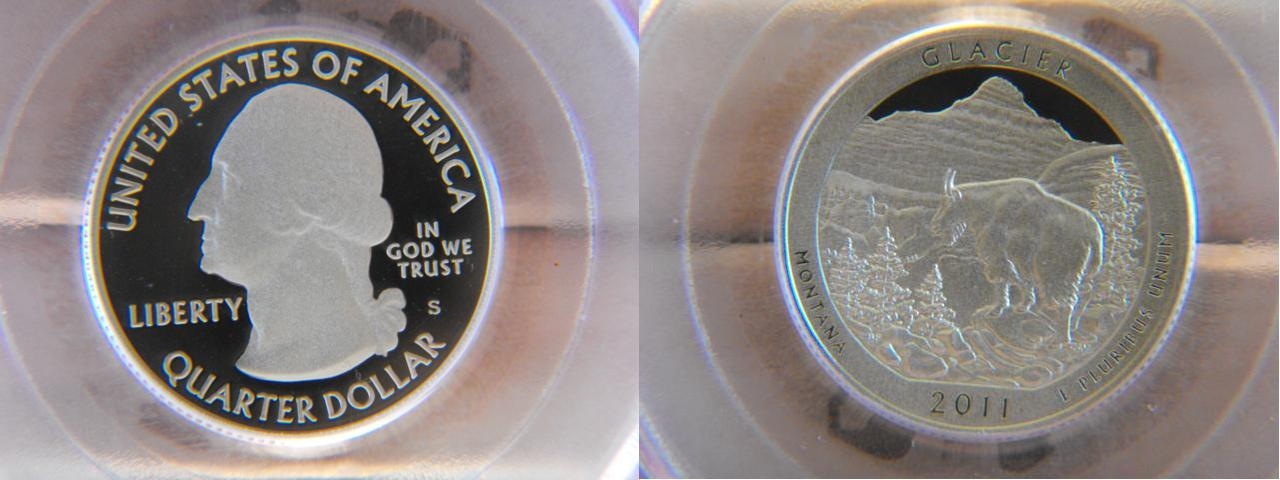 UNITED STATES OF AMERICA
IN
GOD WE
TRUST
LIBERTY
S
QUARTER DOLLAR
GLACIER
MONTANA
2011
PLURIBUS UNUM